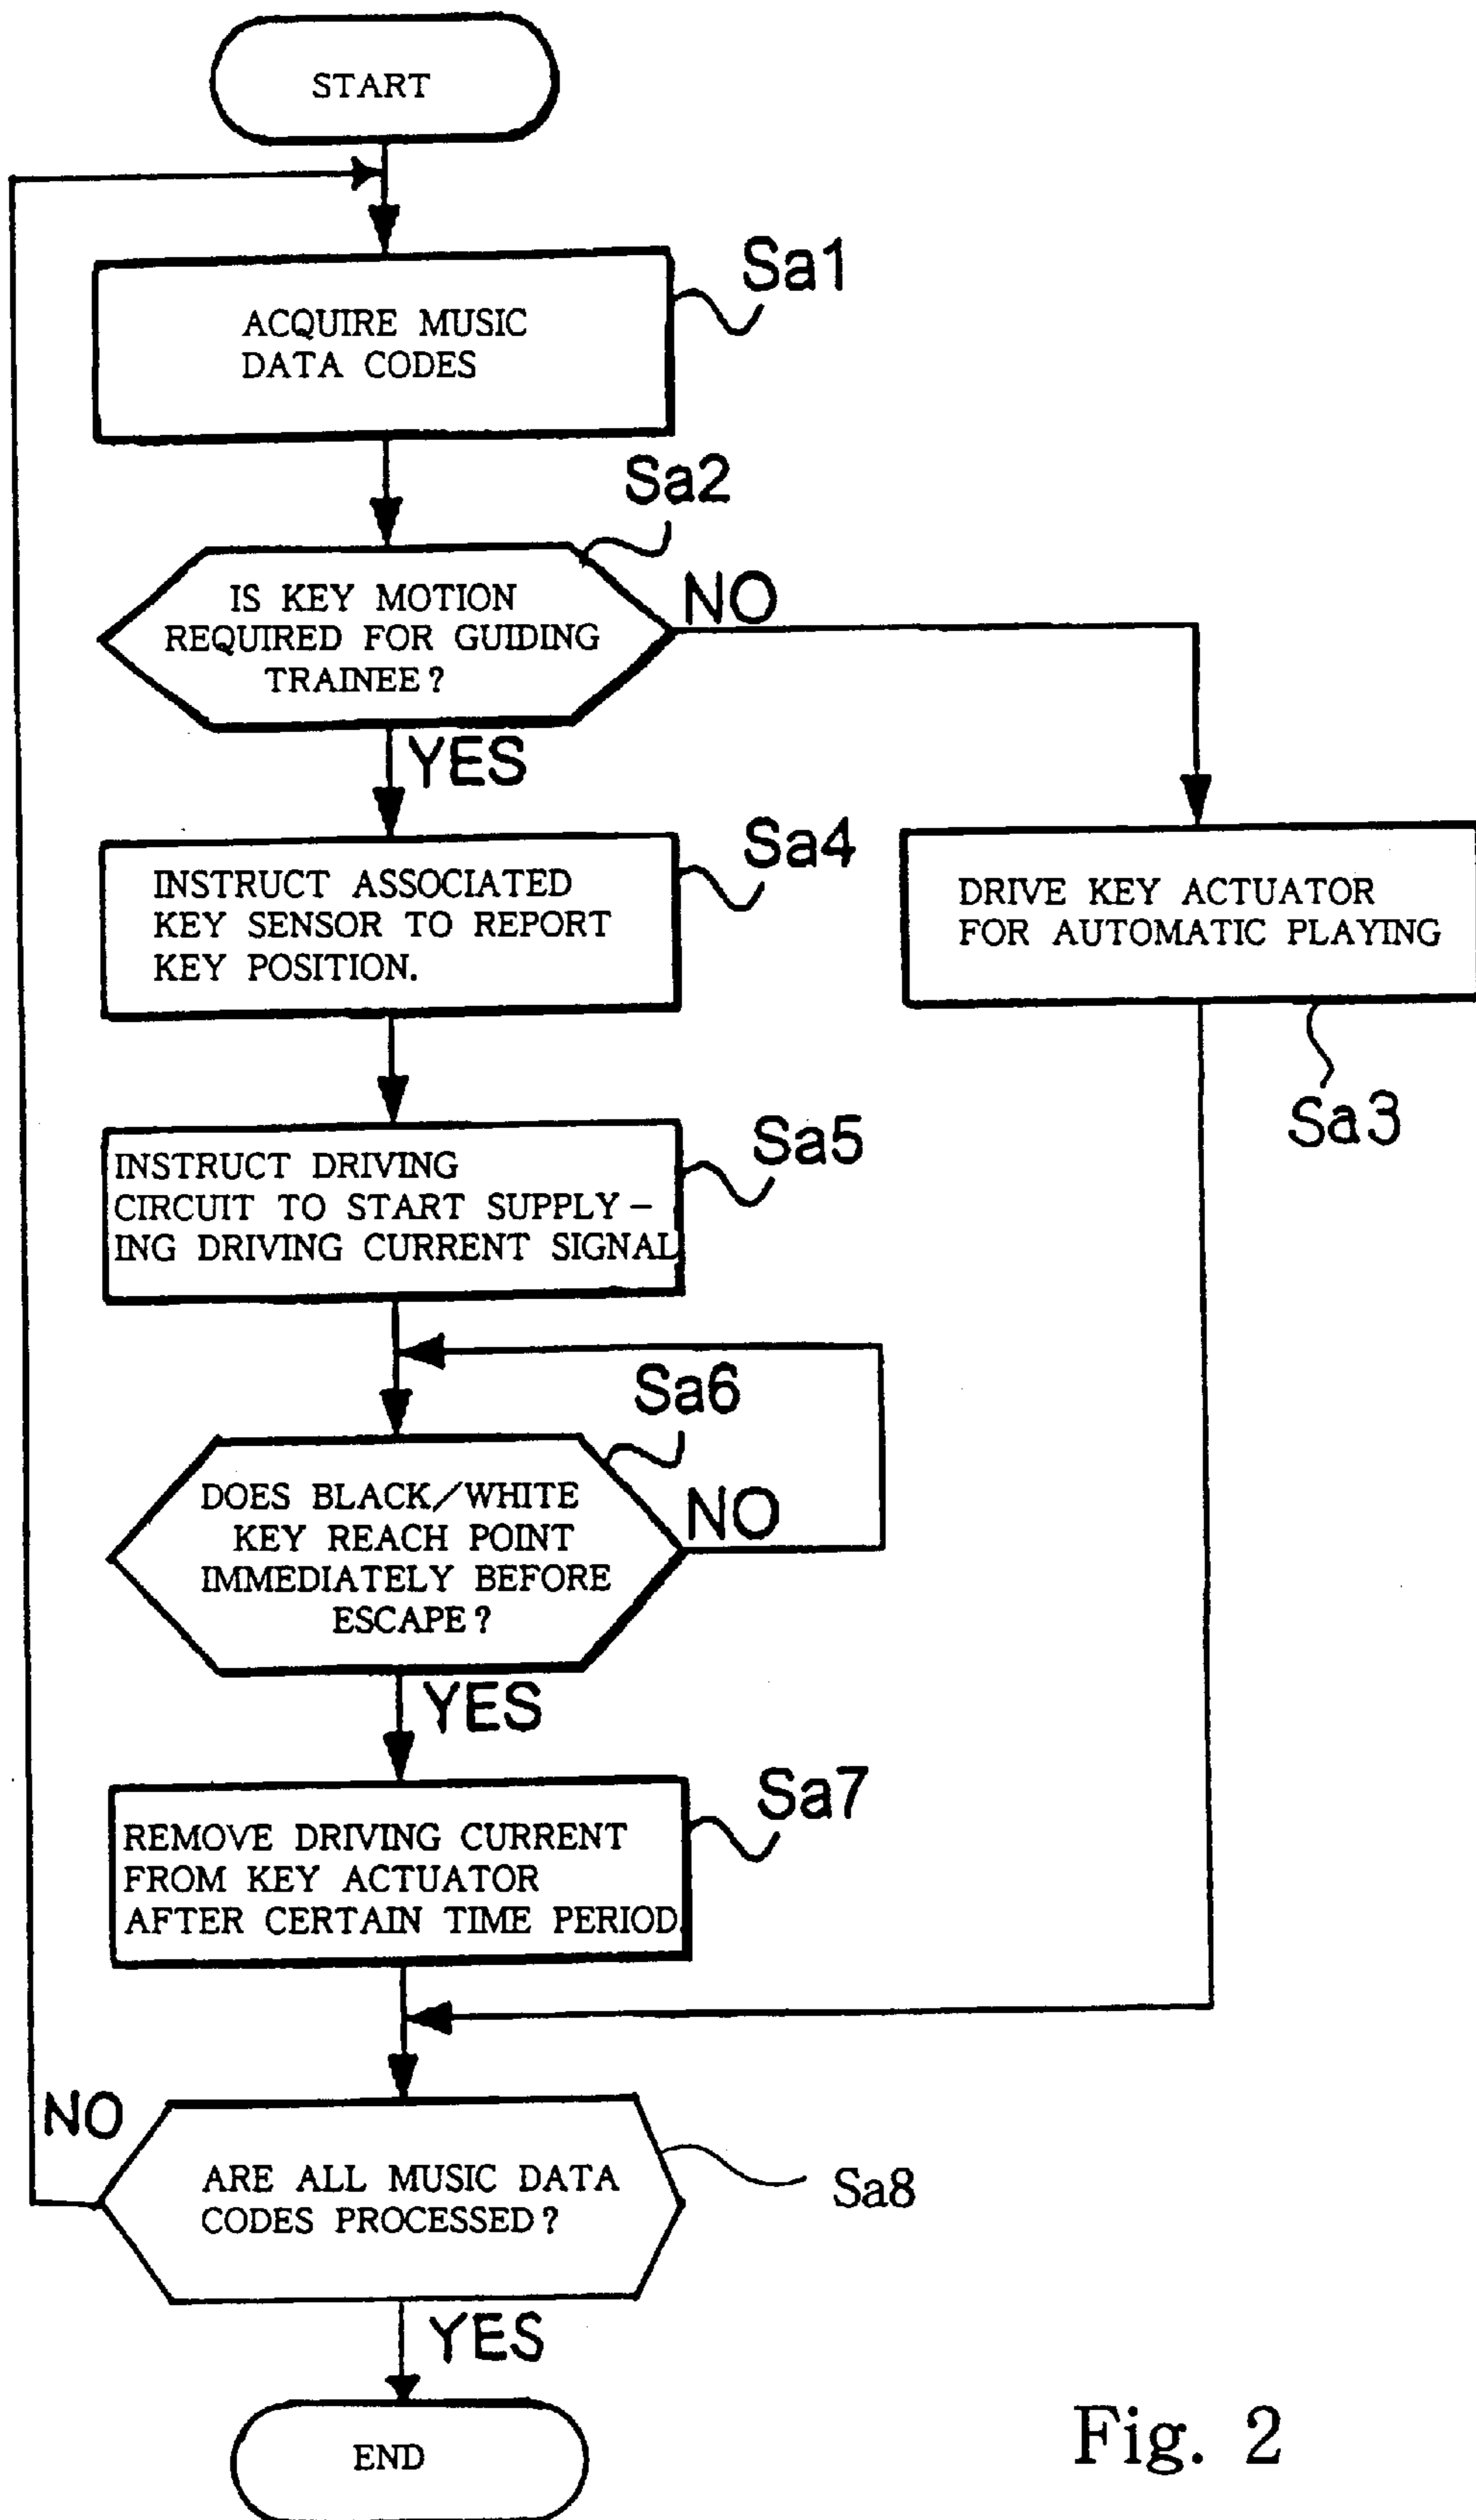 START
Sa1
ACQUIRE MUSIC
DATA CODES
Sa2
IS KEY MOTION
REQUIRED FOR GUIDING
TRAINEE?
NO
YES
Sa4
INSTRUCT ASSOCIATED
KEY SENSOR TO REPORT
KEY POSITION.
DRIVE KEY ACTUATOR
FOR AUTOMATIC PLAYING
Sa3
Sa5
INSTRUCT DRIVING
CIRCUIT TO START SUPPLY-
ING DRIVING CURRENT SIGNAL
Sa6
DOES BLACK/WHITE
KEY REACH POINT
IMMEDIATELY BEFORE
ESCAPE?
NO
YES
Sa7
REMOVE DRIVING CURRENT
FROM KEY ACTUATOR
AFTER CERTAIN TIME PERIOD
NO
ARE ALL MUSIC DATA
CODES PROCESSED?
Sa8
YES
END
Fig. 2